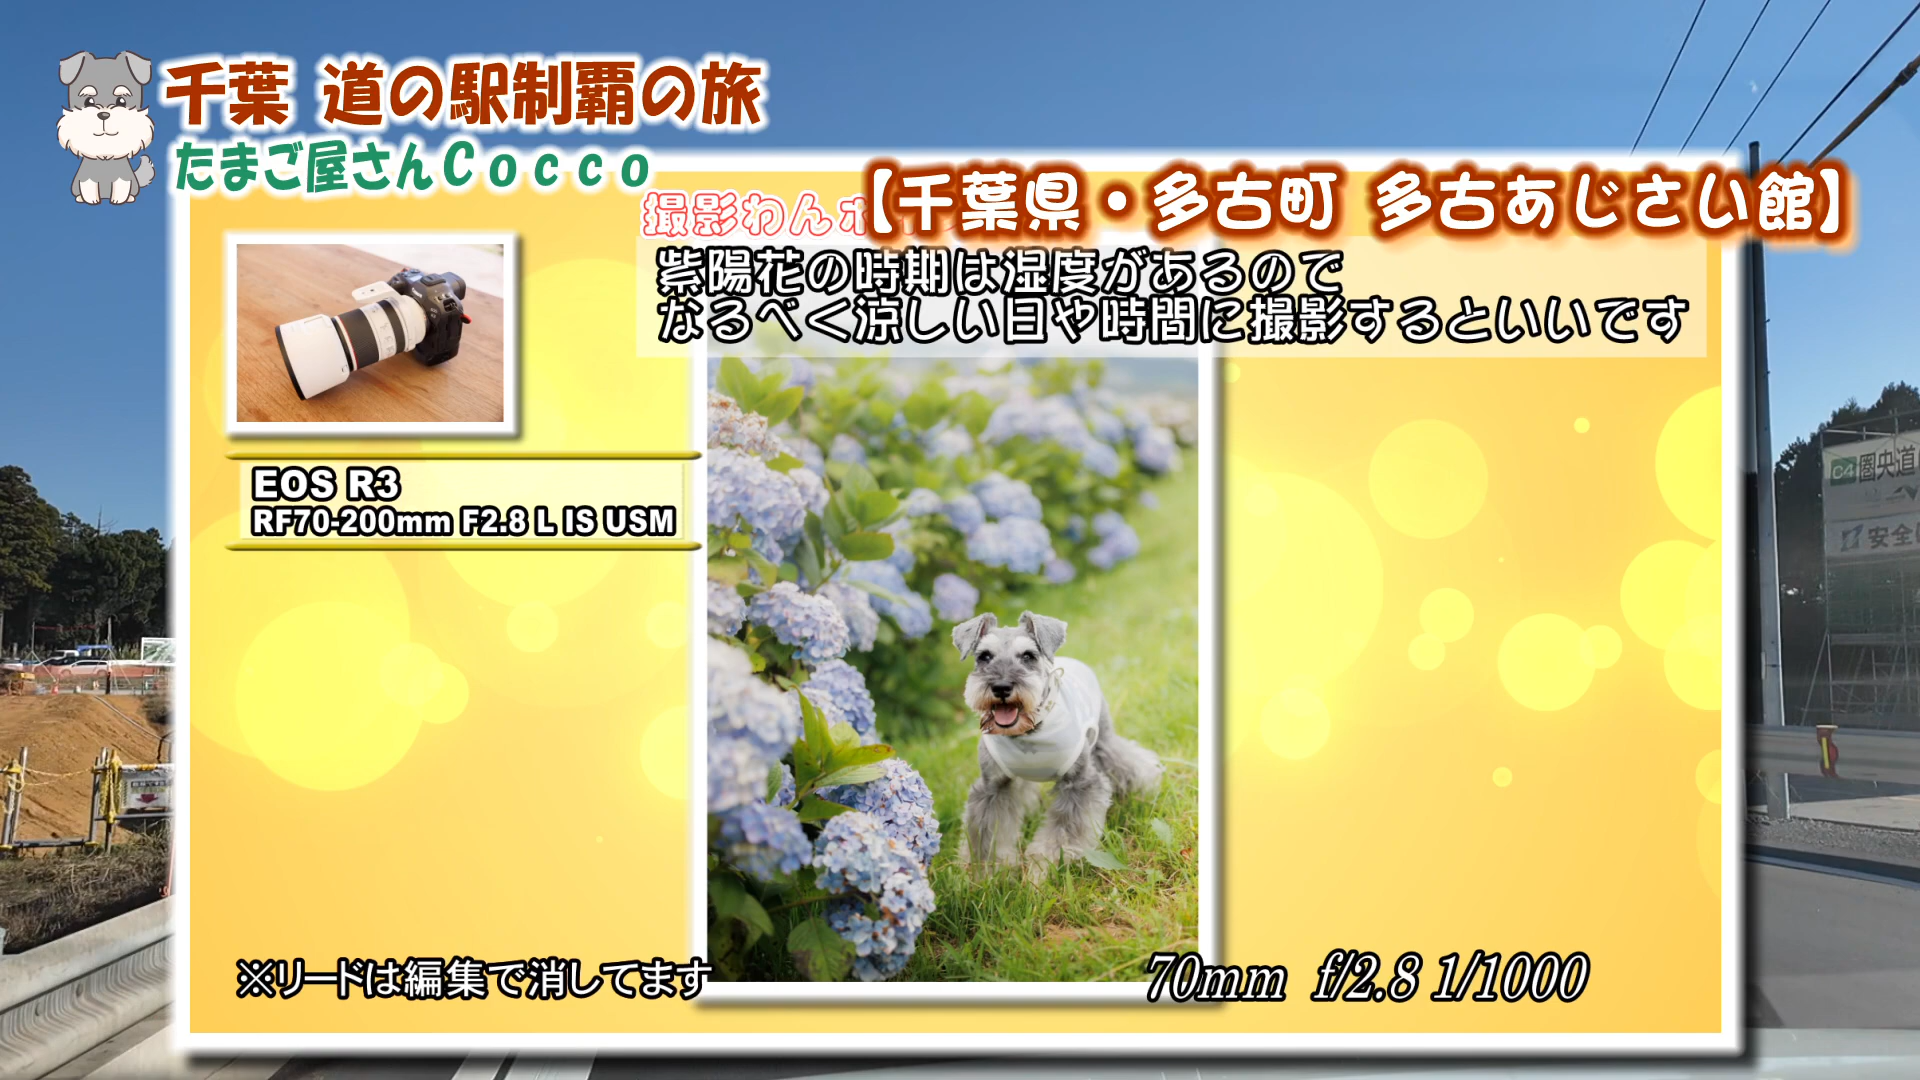 千葉 道の駅制覇の旅
たまご屋さんCocco
【千葉県・多古町 多古あじさい館】
撮影わん
紫陽花の時期は湿度があるので
なるべく涼しい日や時間に撮影するといいです
EOS R3
RF70-200mm F2.8 L IS USM
C4 圏央道
安全
※リードは編集で消してます
70mm f/2.8 1/1000